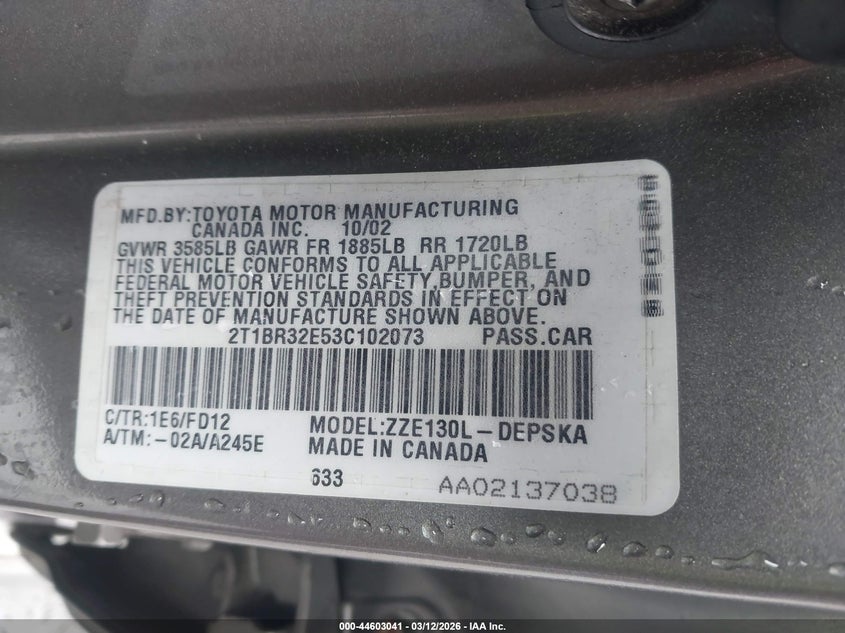 MFD.BY:TOYOTA MOTOR MANUFACTURING
CANADA INC. 10/02
GVWR 3585LB GAWR FR 1885LB RR 1720LB
THIS VEHICLE CONFORMS TO ALL APPLICABLE
FEDERAL MOTOR VEHICLE SAFETY,BUMPER, AND
THEFT PREVENTION STANDARDS IN EFFECT ON
THE DATE OF MANUFACTURE SHOWN ABOVE.
2T1BR32E53C102073 PASS.CAR
C/TR:1E6/FD12 MODEL:ZZE130L-DEPSKA
A/TM:-02A/A245E MADE IN CANADA
633 AA02137038
000-44603041 - 03/12/2026 - IAA Inc.